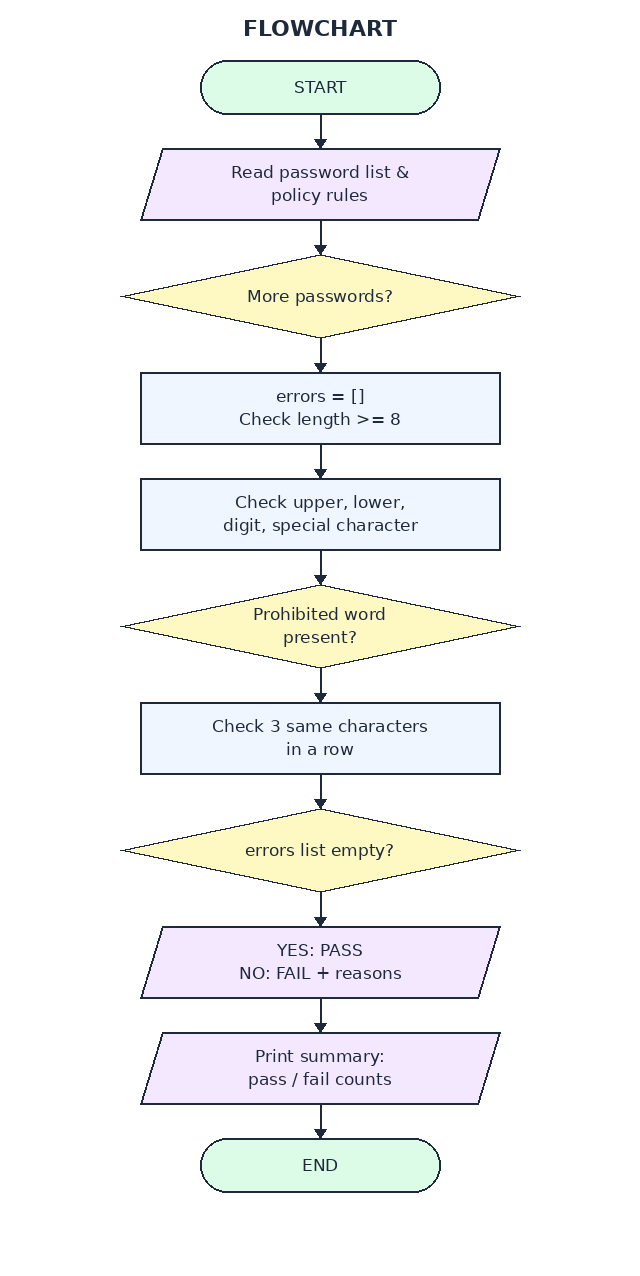 FLOWCHART
START
Read password list &
policy rules
More passwords?
errors = []
Check length >= 8
Check upper, lower,
digit, special character
Prohibited word
present?
Check 3 same characters
in a row
errors list empty?
YES: PASS
NO: FAIL + reasons
Print summary:
pass / fail counts
END